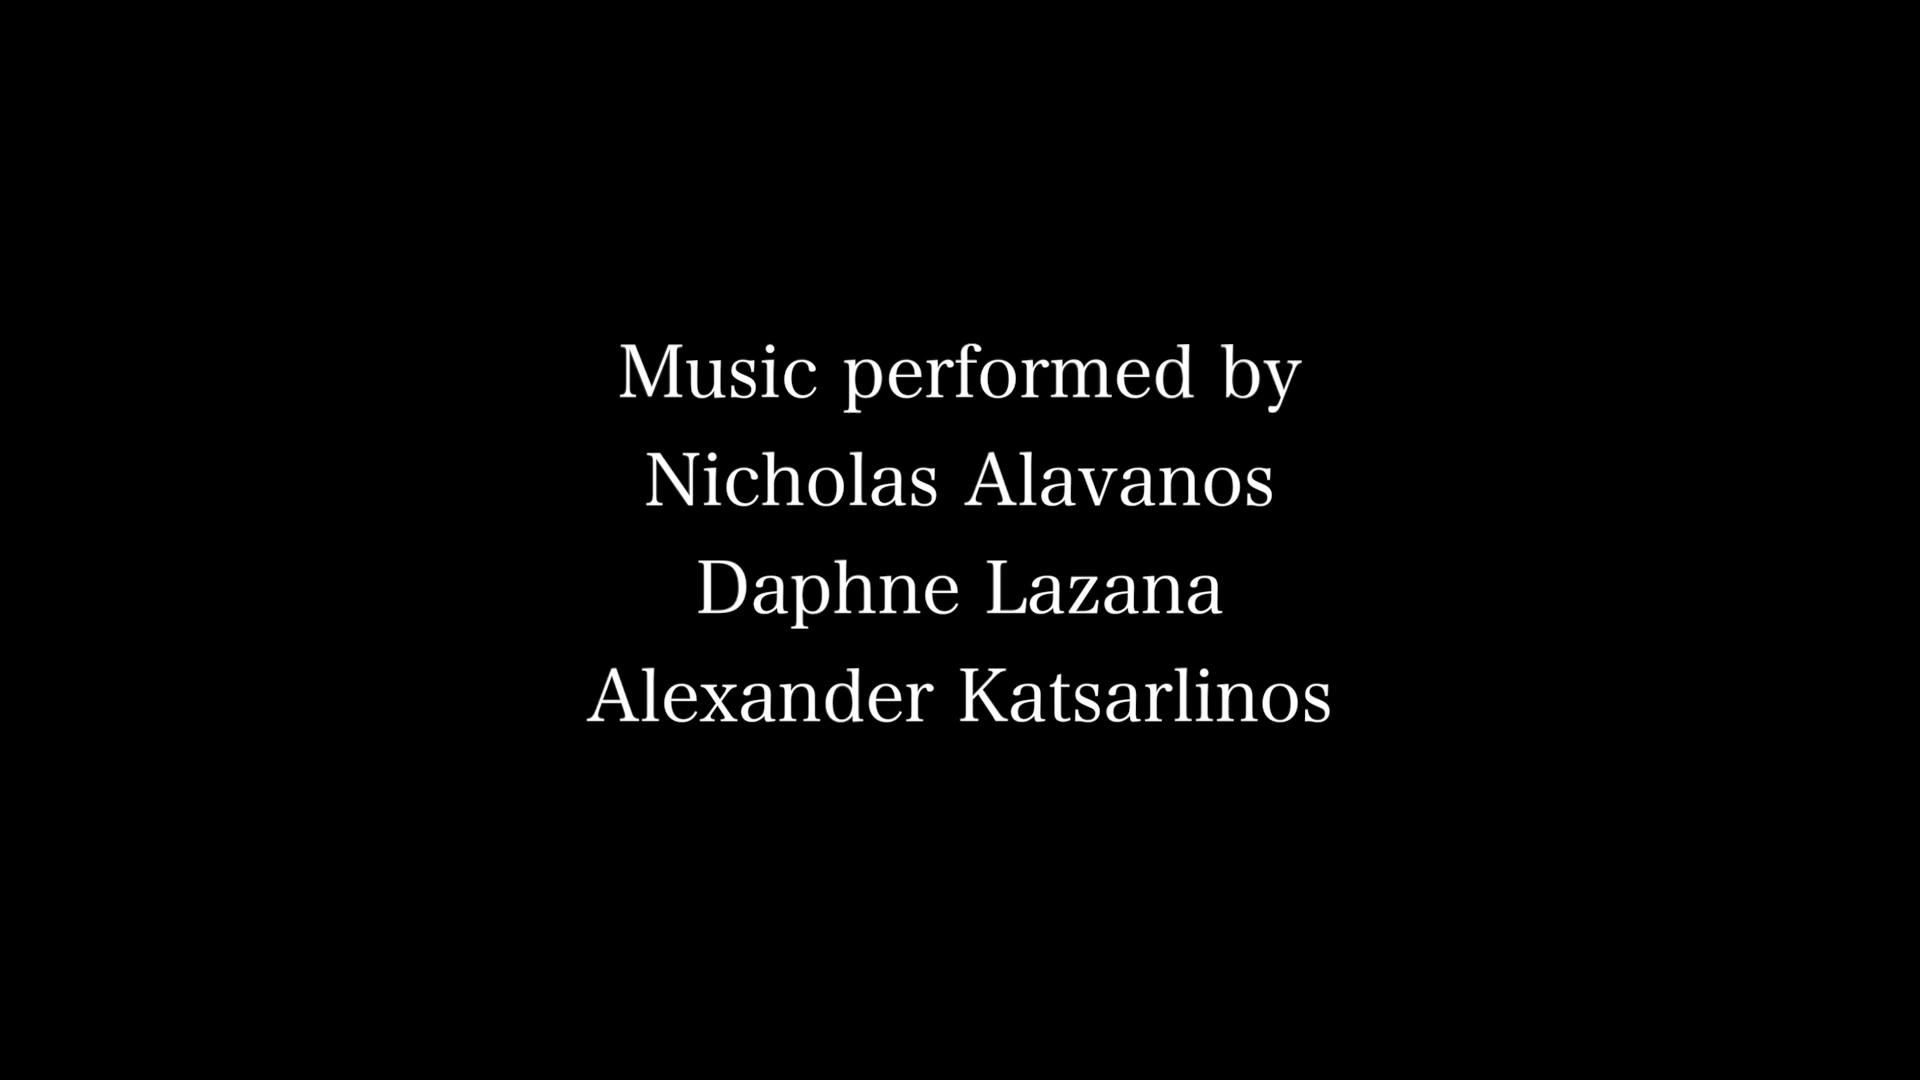 Music performed by
Nicholas Alavanos
Daphne Lazana
Alexander Katsarlinos